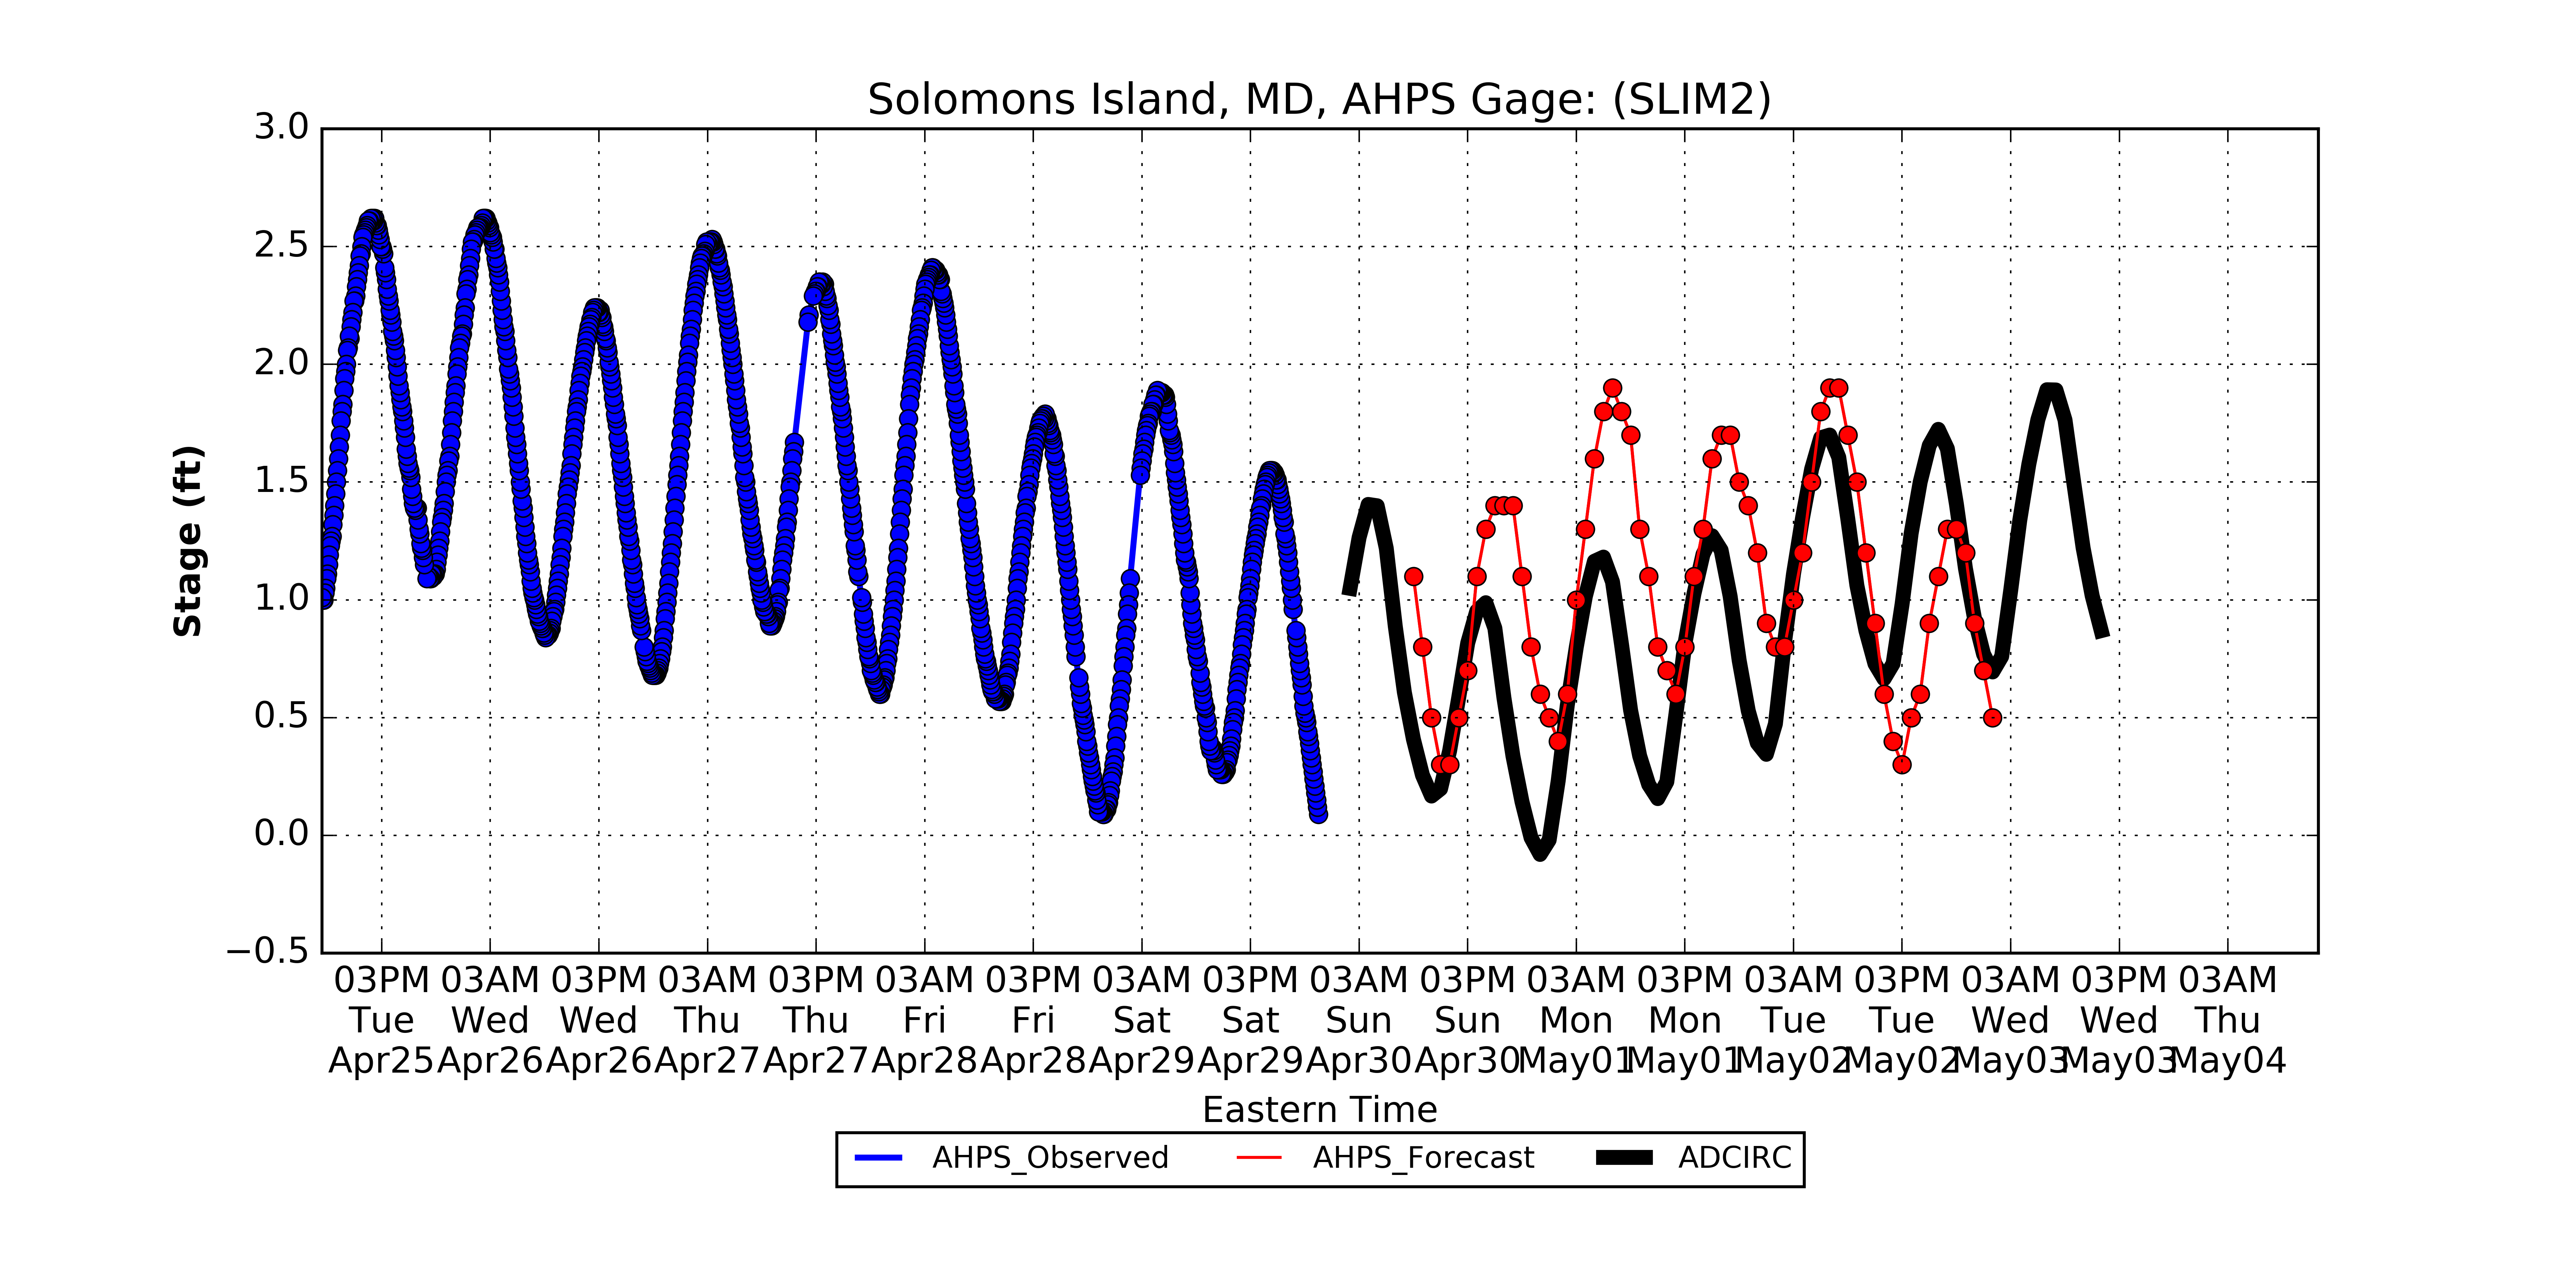 Solomons Island, MD, AHPS Gage: (SLIM2)
3.0
2.5
2.0
1.5
1.0
0.5
0.0
−0.5
Stage (ft)
03PM 03AM 03PM 03AM 03PM 03AM 03PM 03AM 03PM 03AM 03PM 03AM 03PM 03AM 03PM 03AM 03PM 03AM
Tue Wed Wed Thu Thu Fri Fri Sat Sat Sun Sun Mon Mon Tue Tue Wed Wed Thu
Apr25 Apr26 Apr26 Apr27 Apr27 Apr28 Apr28 Apr29 Apr29 Apr30 Apr30 May01 May01 May02 May02 May03 May03 May04
Eastern Time
AHPS_Observed AHPS_Forecast ADCIRC